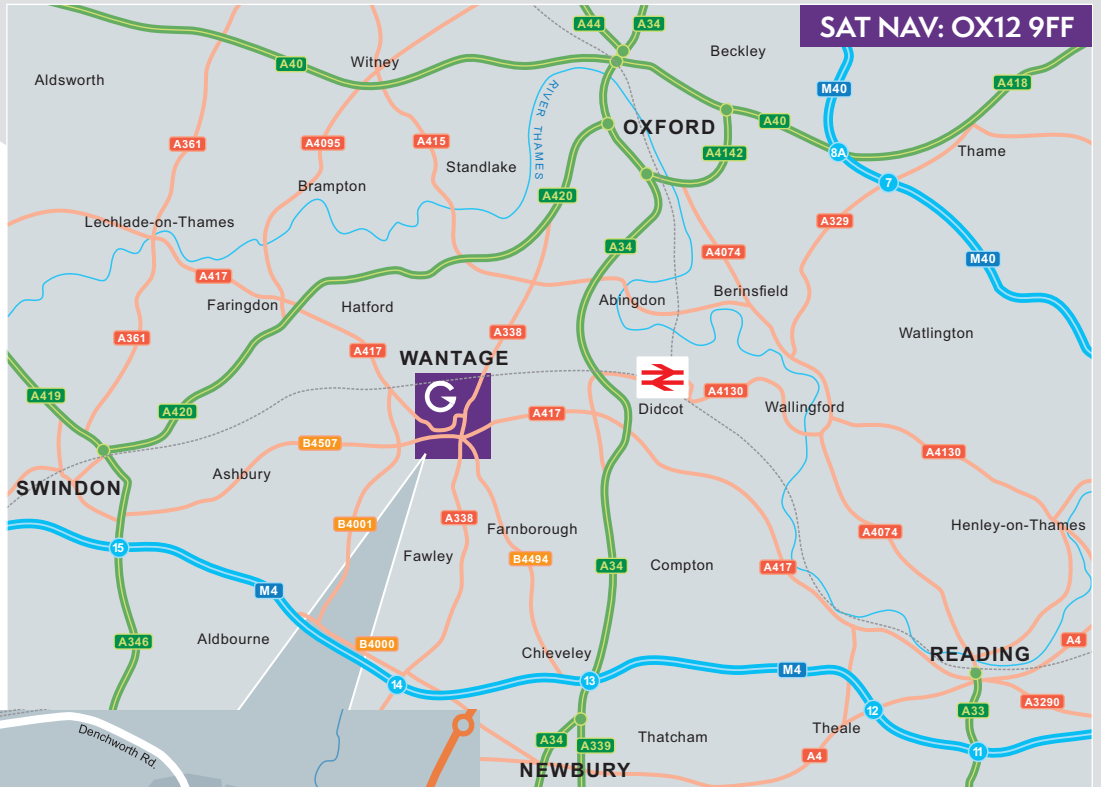 SAT NAV: OX12 9FF
A44
A34
Beckley
Witney
A40
Aldsworth
M40
A418
RIVER THAMES
OXFORD
A40
A361
A4095
A415
A4142
8A
Thame
Standlake
7
Brampton
A420
Lechlade-on-Thames
A329
A34
A4074
M40
A417
Berinsfield
Faringdon
Hatford
Abingdon
A361
A338
Watlington
A417
WANTAGE
G
A419
A420
A4130
Didcot
Wallingford
A417
B4507
A4130
Ashbury
SWINDON
B4001
A338
Farnborough
Henley-on-Thames
A4074
15
Fawley
B4494
A34
Compton
A417
M4
Aldbourne
A346
B4000
Chieveley
READING
A4
14
13
M4
A3290
12
A33
Denchworth Rd.
A34
A339
Thatcham
Theale
A4
11
NEWBURY